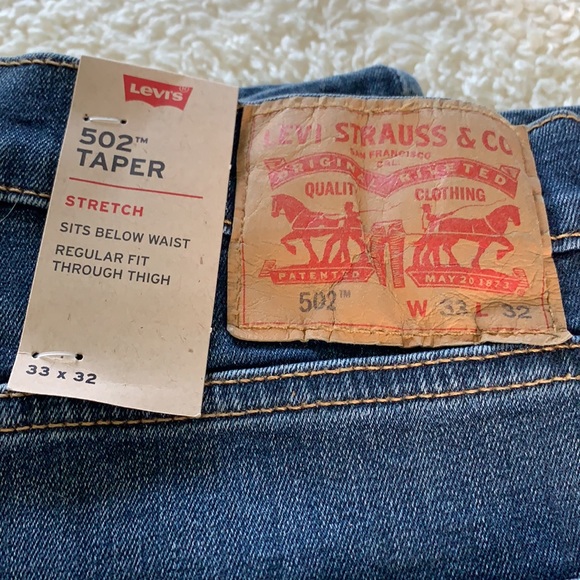 Levi's
502™
TAPER
STRETCH
SITS BELOW WAIST
REGULAR FIT
THROUGH THIGH
33 x 32
LEVI STRAUSS & CO
SAN FRANCISCO
CAL.
ORIGINAL RIVETED
QUALITY CLOTHING
PATENTED MAY 20 1873
502™ W 33 L 32